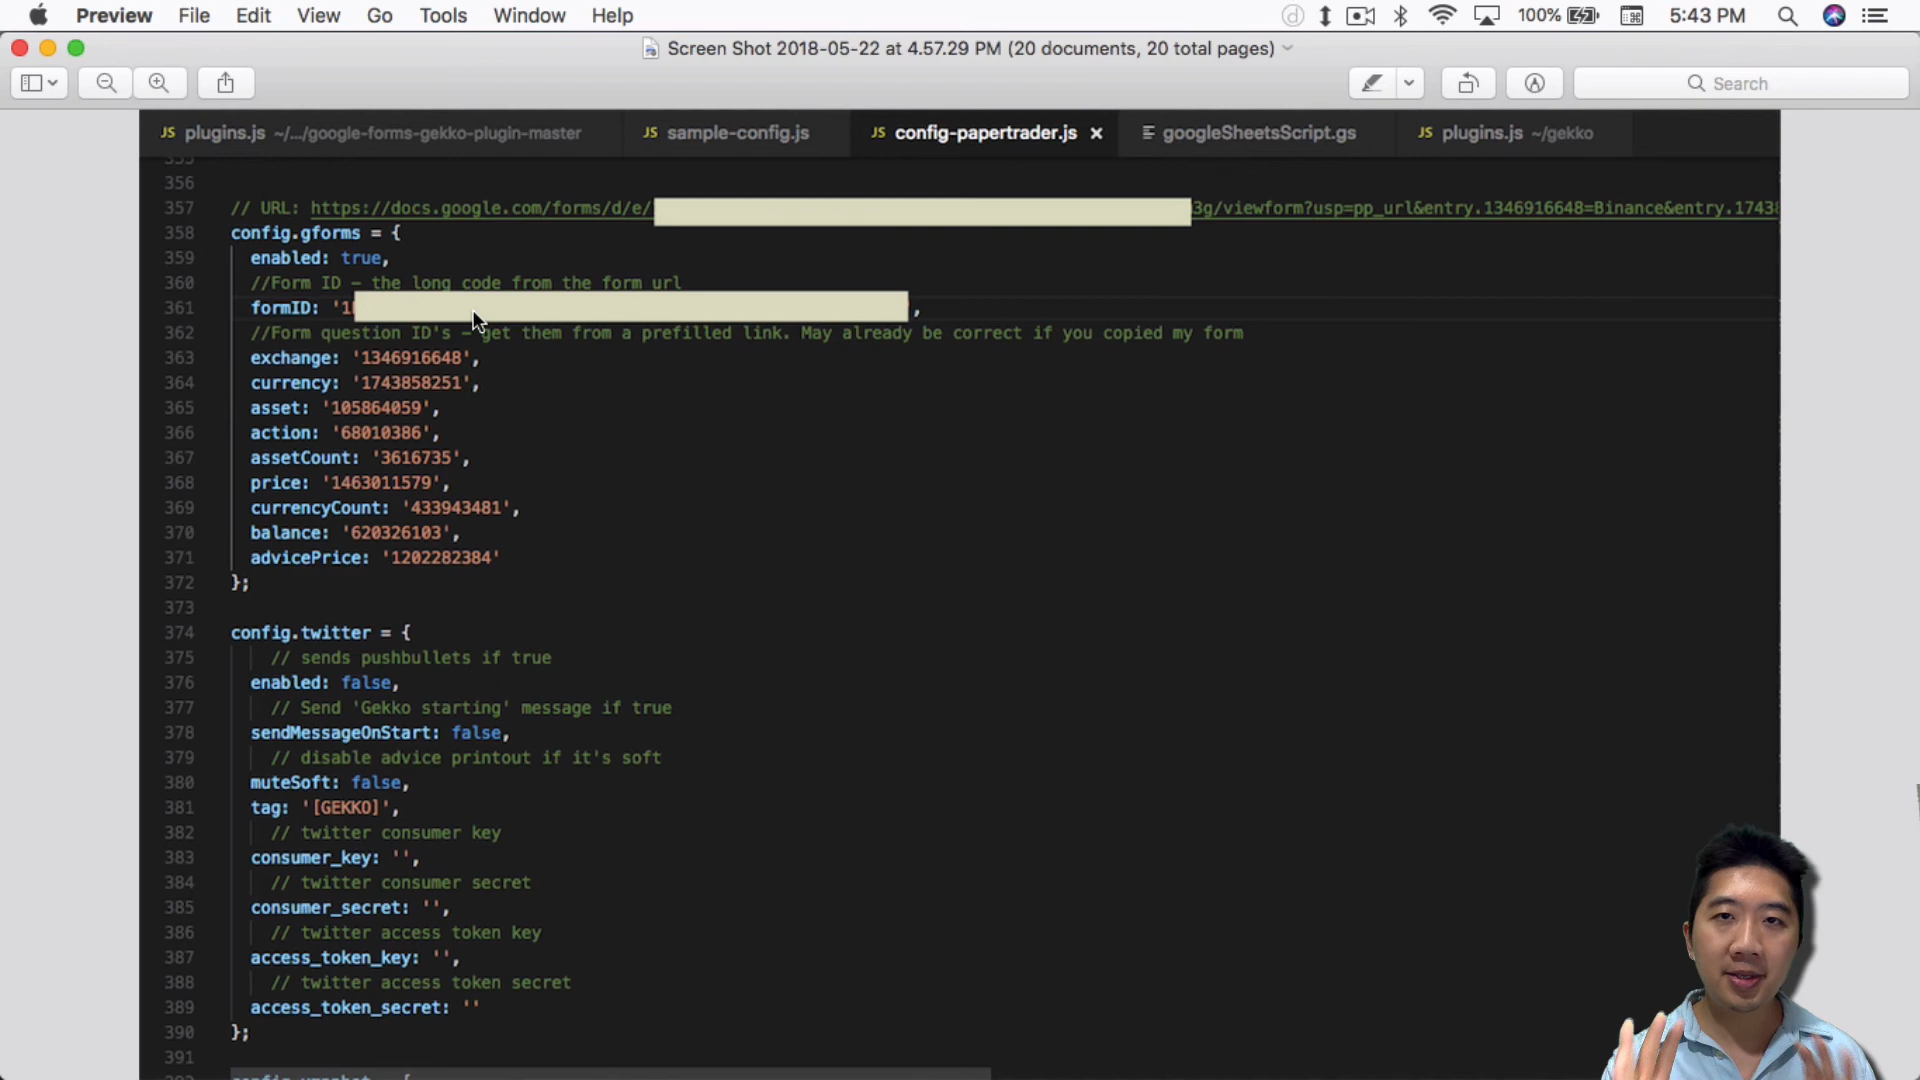 Preview File Edit View Go Tools Window Help 100% 5:43 PM
Screen Shot 2018-05-22 at 4.57.29 PM (20 documents, 20 total pages)
Search
JS plugins.js ~/.../google-forms-gekko-plugin-master JS sample-config.js JS config-papertrader.js × googleSheetsScript.gs JS plugins.js ~/gekko
355
356
357 // URL: https://docs.google.com/forms/d/e/ 3g/viewform?usp=pp_url&entry.1346916648=Binance&entry.1743
358 config.gforms = {
359 enabled: true,
360 //Form ID – the long code from the form url
361 formID: '1 ,
362 //Form question ID's – get them from a prefilled link. May already be correct if you copied my form
363 exchange: '1346916648',
364 currency: '1743858251',
365 asset: '105864059',
366 action: '68010386',
367 assetCount: '3616735',
368 price: '1463011579',
369 currencyCount: '433943481',
370 balance: '620326103',
371 advicePrice: '1202282384'
372 };
373
374 config.twitter = {
375 // sends pushbullets if true
376 enabled: false,
377 // Send 'Gekko starting' message if true
378 sendMessageOnStart: false,
379 // disable advice printout if it's soft
380 muteSoft: false,
381 tag: '[GEKKO]',
382 // twitter consumer key
383 consumer_key: '',
384 // twitter consumer secret
385 consumer_secret: '',
386 // twitter access token key
387 access_token_key: '',
388 // twitter access token secret
389 access_token_secret: ''
390 };
391